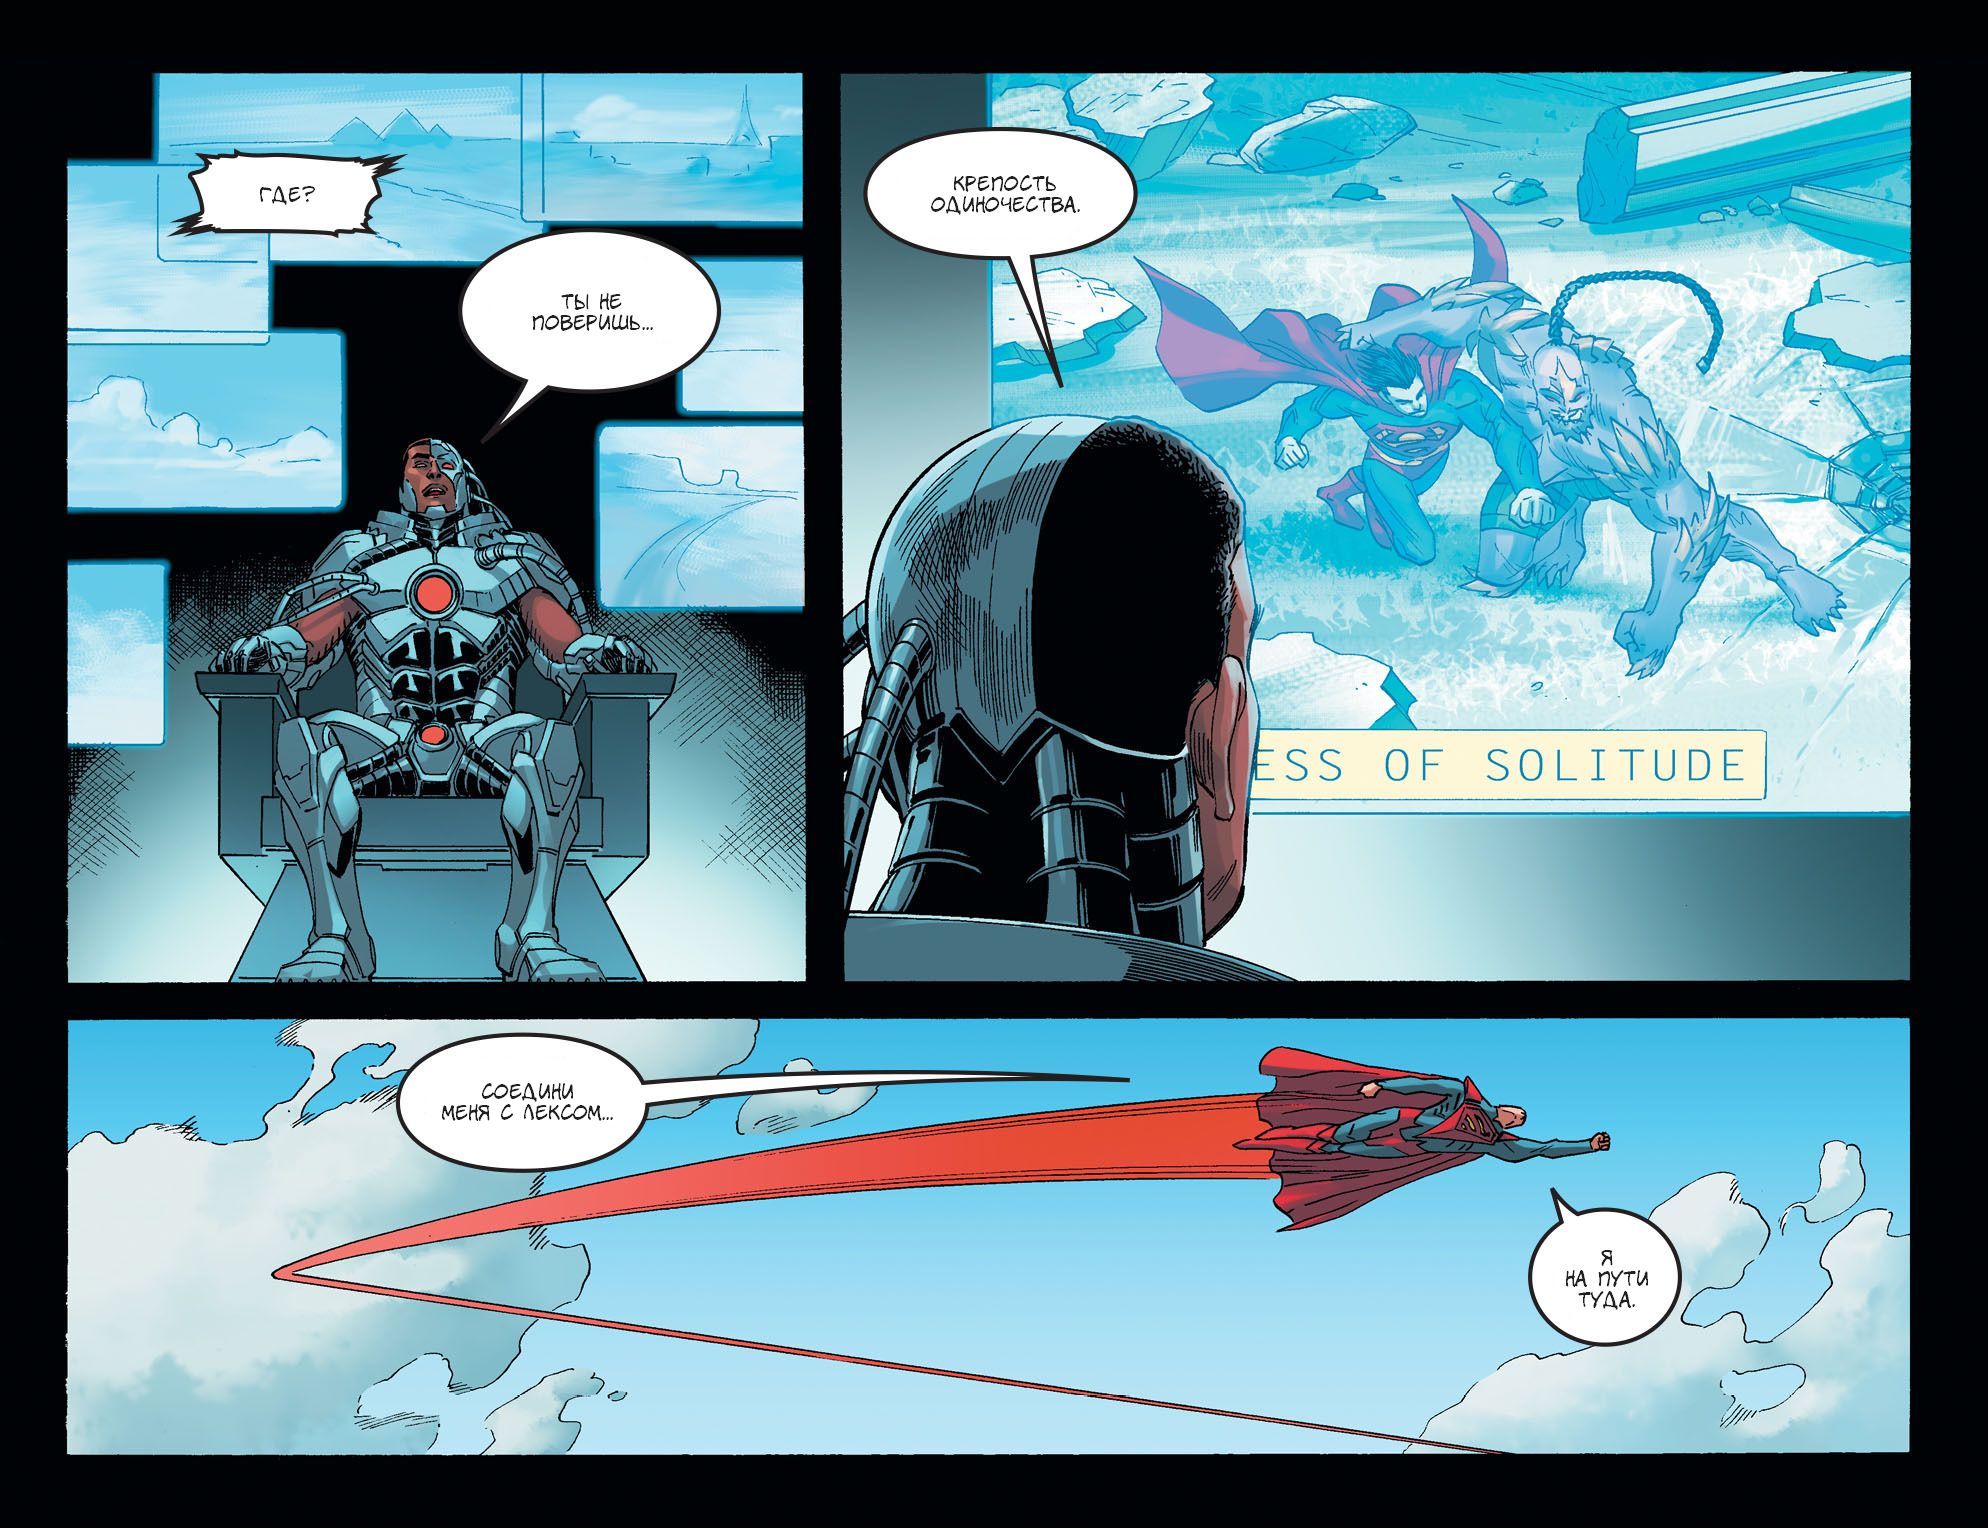 ГДЕ?
ТЫ НЕ
ПОВЕРИШЬ...
КРЕПОСТЬ
ОДИНОЧЕСТВА.
ESS OF SOLITUDE
СОЕДИНИ
МЕНЯ С ЛЕКСОМ...
Я
НА ПУТИ
ТУДА.